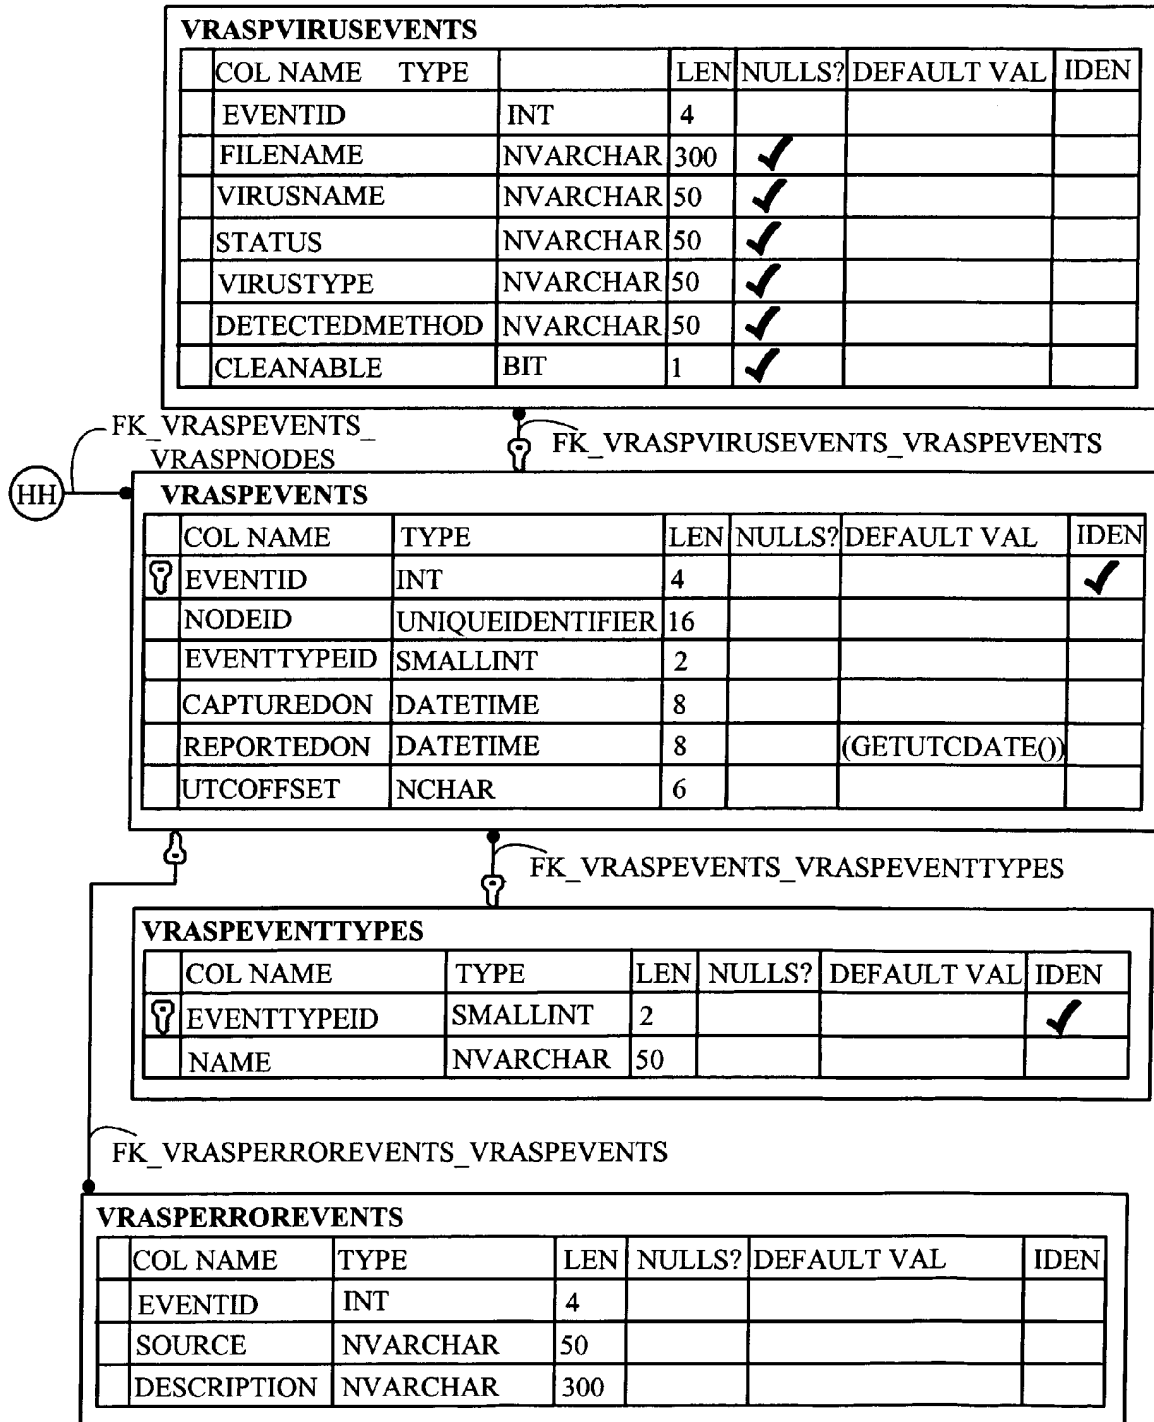 VRASPVIRUSEVENTS
COL NAME TYPE LEN NULLS? DEFAULT VAL IDEN
EVENTID INT 4
FILENAME NVARCHAR 300 ✓
VIRUSNAME NVARCHAR 50 ✓
STATUS NVARCHAR 50 ✓
VIRUSTYPE NVARCHAR 50 ✓
DETECTEDMETHOD NVARCHAR 50 ✓
CLEANABLE BIT 1 ✓
FK_VRASPEVENTS_
VRASPNODES
FK_VRASPVIRUSEVENTS_VRASPEVENTS
HH
VRASPEVENTS
COL NAME TYPE LEN NULLS? DEFAULT VAL IDEN
EVENTID INT 4 ✓
NODEID UNIQUEIDENTIFIER 16
EVENTTYPEID SMALLINT 2
CAPTUREDON DATETIME 8
REPORTEDON DATETIME 8 (GETUTCDATE())
UTCOFFSET NCHAR 6
FK_VRASPEVENTS_VRASPEVENTTYPES
VRASPEVENTTYPES
COL NAME TYPE LEN NULLS? DEFAULT VAL IDEN
EVENTTYPEID SMALLINT 2 ✓
NAME NVARCHAR 50
FK_VRASPERROREVENTS_VRASPEVENTS
VRASPERROREVENTS
COL NAME TYPE LEN NULLS? DEFAULT VAL IDEN
EVENTID INT 4
SOURCE NVARCHAR 50
DESCRIPTION NVARCHAR 300